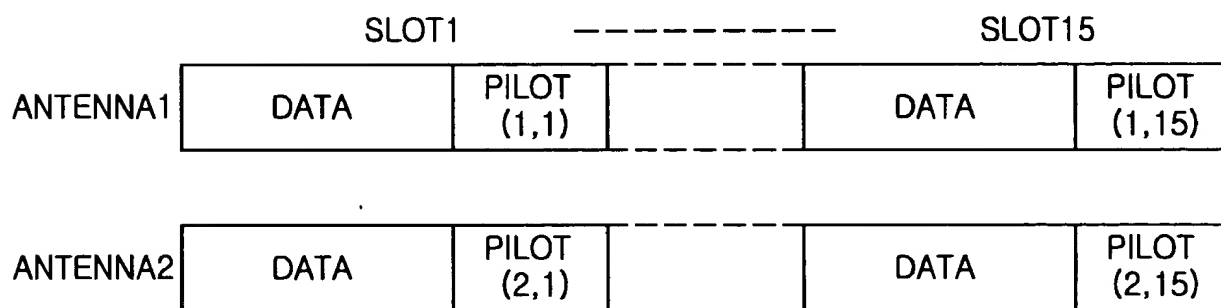 SLOT1 SLOT15
ANTENNA1 DATA PILOT (1,1) DATA PILOT (1,15)
ANTENNA2 DATA PILOT (2,1) DATA PILOT (2,15)